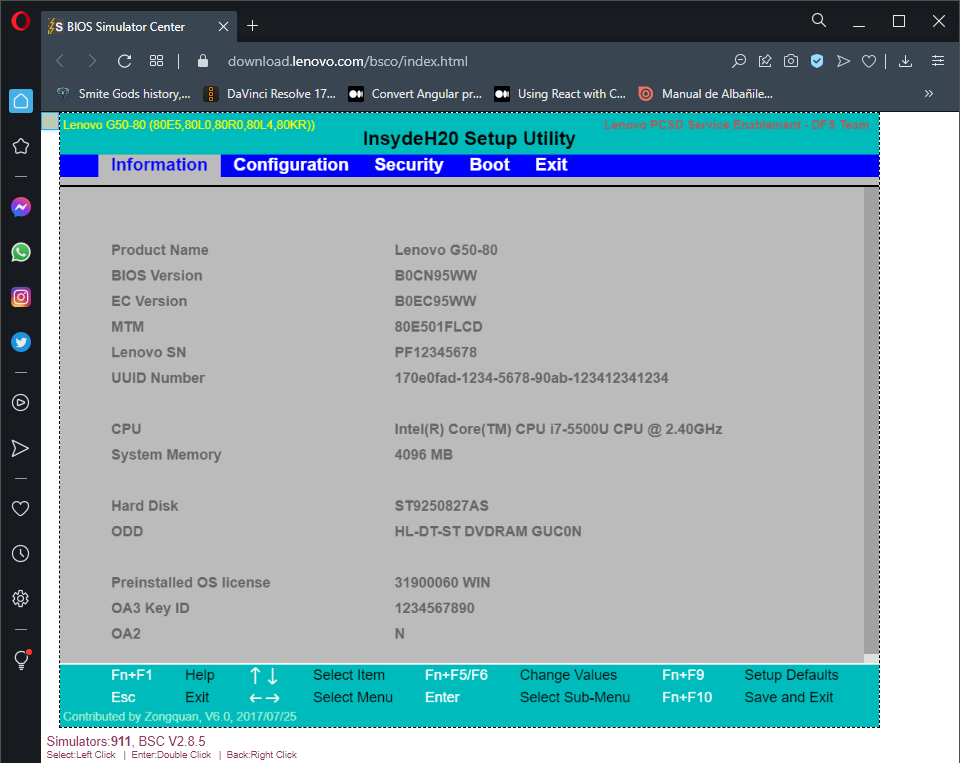 BIOS Simulator Center
download.lenovo.com/bsco/index.html
Smite Gods history,... DaVinci Resolve 17... Convert Angular pr... Using React with C... Manual de Albañile...
Lenovo G50-80 (80E5,80L0,80R0,80L4,80KR)) Lenovo PCSD Service Enablement - DFS Team
InsydeH20 Setup Utility
Information Configuration Security Boot Exit
Product Name Lenovo G50-80
BIOS Version B0CN95WW
EC Version B0EC95WW
MTM 80E501FLCD
Lenovo SN PF12345678
UUID Number 170e0fad-1234-5678-90ab-123412341234
CPU Intel(R) Core(TM) CPU i7-5500U CPU @ 2.40GHz
System Memory 4096 MB
Hard Disk ST9250827AS
ODD HL-DT-ST DVDRAM GUC0N
Preinstalled OS license 31900060 WIN
OA3 Key ID 1234567890
OA2 N
Fn+F1 Help ↑↓ Select Item Fn+F5/F6 Change Values Fn+F9 Setup Defaults
Esc Exit ←→ Select Menu Enter Select Sub-Menu Fn+F10 Save and Exit
Contributed by Zongquan, V6.0, 2017/07/25
Simulators:911, BSC V2.8.5
Select:Left Click | Enter:Double Click | Back:Right Click